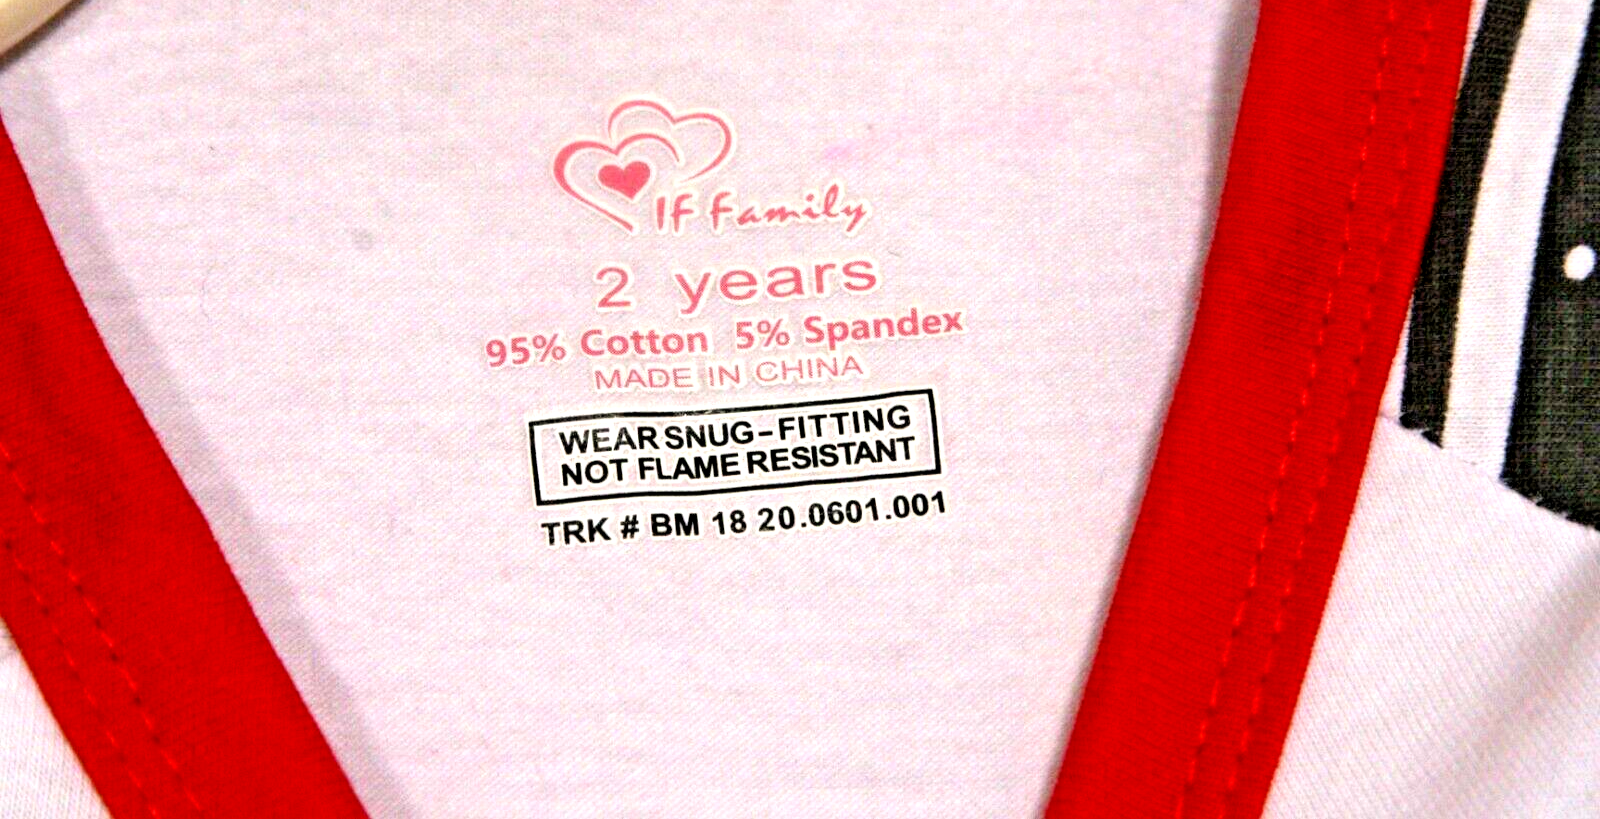 IF Family
2 years
95% Cotton 5% Spandex
MADE IN CHINA
WEAR SNUG-FITTING
NOT FLAME RESISTANT
TRK # BM 18 20.0601.001